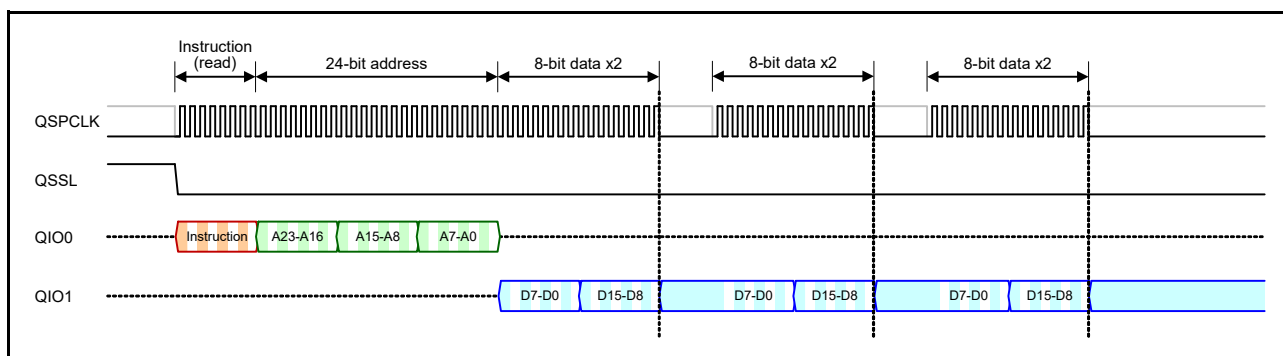 Instruction
(read)
24-bit address
8-bit data x2
8-bit data x2
8-bit data x2
QSPCLK
QSSL
QIO0
Instruction
A23-A16
A15-A8
A7-A0
QIO1
D7-D0
D15-D8
D7-D0
D15-D8
D7-D0
D15-D8